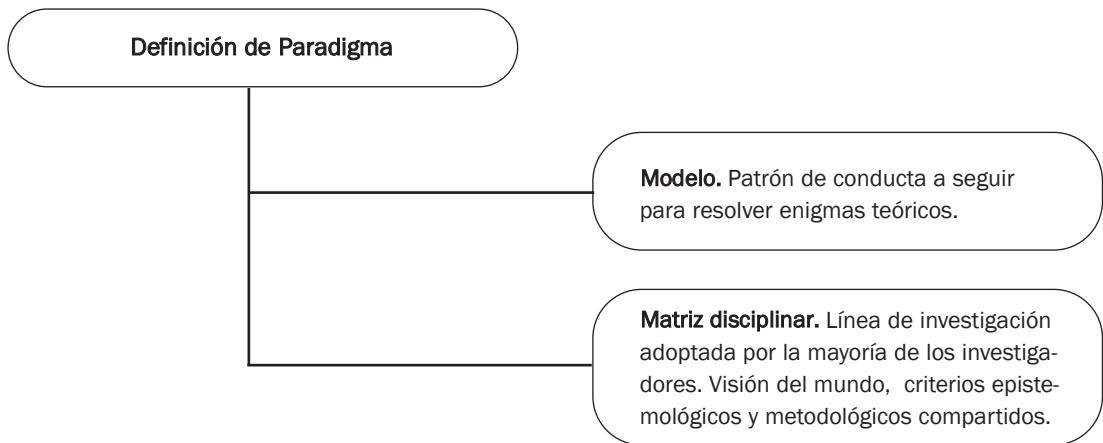 Definición de Paradigma
Modelo. Patrón de conducta a seguir
para resolver enigmas teóricos.
Matriz disciplinar. Línea de investigación
adoptada por la mayoría de los investiga-
dores. Visión del mundo, criterios episte-
mológicos y metodológicos compartidos.